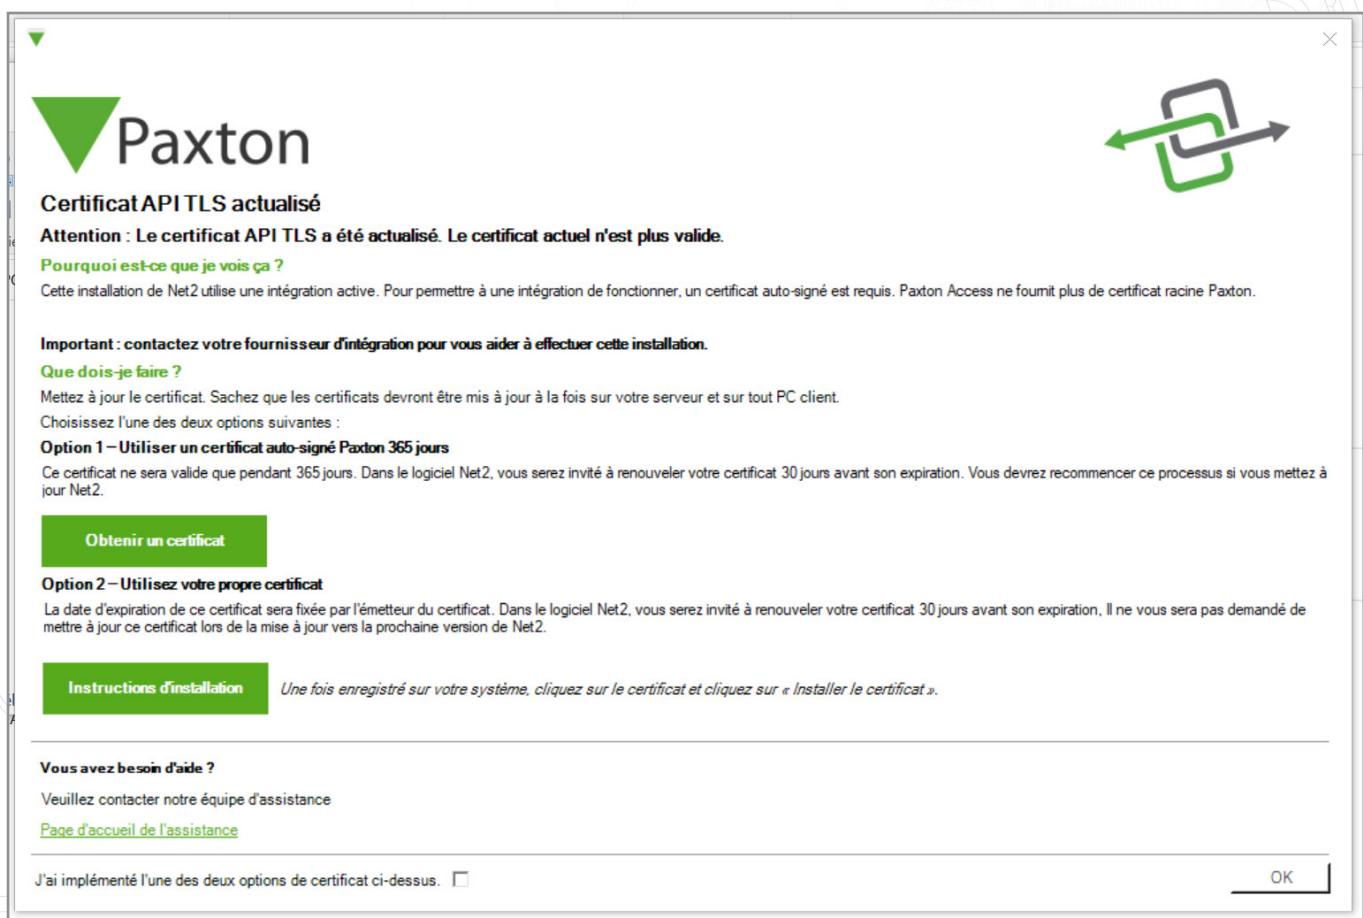 Paxton
Certificat API TLS actualisé
Attention : Le certificat API TLS a été actualisé. Le certificat actuel n'est plus valide.
Pourquoi est-ce que je vois ça ?
Cette installation de Net2 utilise une intégration active. Pour permettre à une intégration de fonctionner, un certificat auto-signé est requis. Paxton Access ne fournit plus de certificat racine Paxton.
Important : contactez votre fournisseur d'intégration pour vous aider à effectuer cette installation.
Que dois-je faire ?
Mettez à jour le certificat. Sachez que les certificats devront être mis à jour à la fois sur votre serveur et sur tout PC client.
Choisissez l'une des deux options suivantes :
Option 1 – Utiliser un certificat auto-signé Paxton 365 jours
Ce certificat ne sera valide que pendant 365 jours. Dans le logiciel Net2, vous serez invité à renouveler votre certificat 30 jours avant son expiration. Vous devrez recommencer ce processus si vous mettez à
jour Net2.
Obtenir un certificat
Option 2 – Utilisez votre propre certificat
La date d'expiration de ce certificat sera fixée par l'émetteur du certificat. Dans le logiciel Net2, vous serez invité à renouveler votre certificat 30 jours avant son expiration, Il ne vous sera pas demandé de
mettre à jour ce certificat lors de la mise à jour vers la prochaine version de Net2.
Instructions d'installation
Une fois enregistré sur votre système, cliquez sur le certificat et cliquez sur « Installer le certificat ».
Vous avez besoin d'aide ?
Veuillez contacter notre équipe d'assistance
Page d'accueil de l'assistance
J'ai implémenté l'une des deux options de certificat ci-dessus.
OK